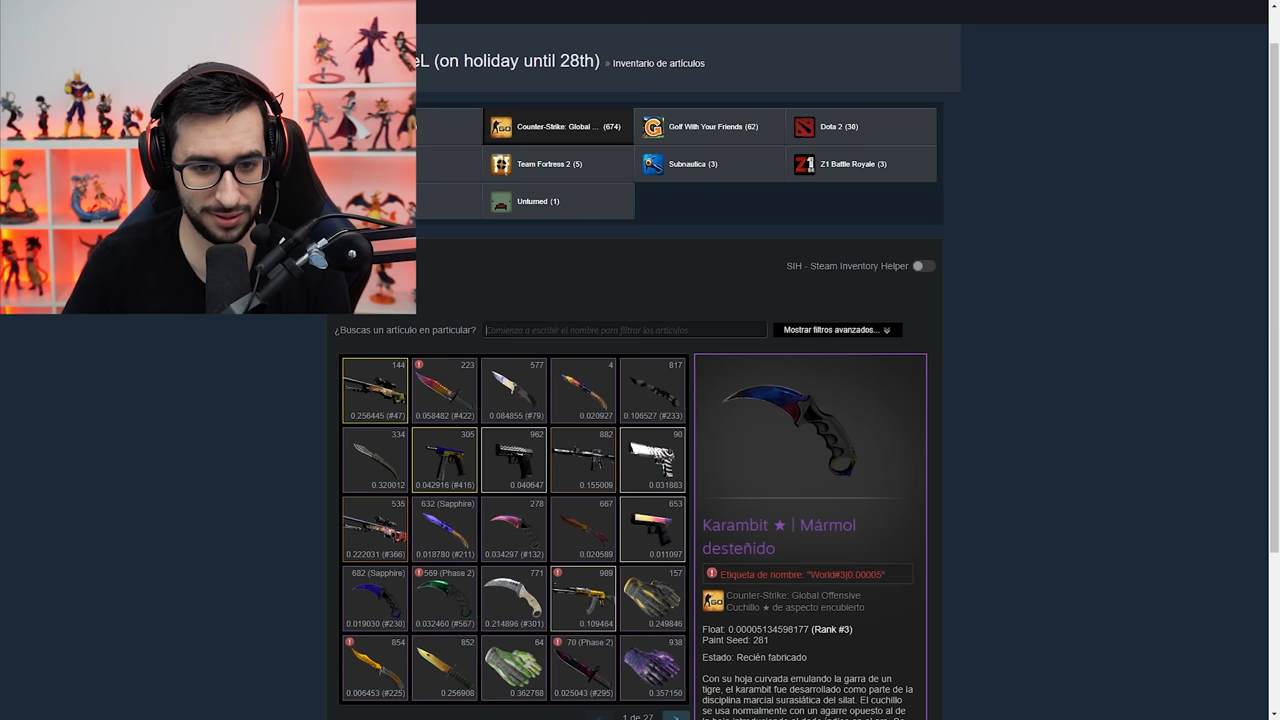 eL (on holiday until 28th) » Inventario de artículos
Counter-Strike: Global ... (674)
Golf With Your Friends (62)
Dota 2 (30)
Team Fortress 2 (5)
Subnautica (3)
Z1 Battle Royale (3)
Unturned (1)
SIH - Steam Inventory Helper
¿Buscas un artículo en particular?
Comienza a escribir el nombre para filtrar los artículos
Mostrar filtros avanzados...
144
223
577
4
817
0.256445 (#47)
0.058482 (#422)
0.084855 (#79)
0.020927
0.106527 (#233)
334
305
962
882
90
0.320012
0.042916 (#416)
0.040647
0.155009
0.031883
535
632 (Sapphire)
278
667
653
0.222031 (#366)
0.018780 (#211)
0.034297 (#132)
0.020589
0.011097
682 (Sapphire)
569 (Phase 2)
771
989
157
0.019030 (#230)
0.032460 (#567)
0.214896 (#301)
0.109464
0.249846
854
852
64
70 (Phase 2)
938
0.006453 (#225)
0.256908
0.362768
0.025043 (#295)
0.357150
1 de 27
Karambit ★ | Mármol
desteñido
Etiqueta de nombre: "World#3|0.00005"
Counter-Strike: Global Offensive
Cuchillo ★ de aspecto encubierto
Float: 0.00005134598177 (Rank #3)
Paint Seed: 281
Estado: Recién fabricado
Con su hoja curvada emulando la garra de un
tigre, el karambit fue desarrollado como parte de la
disciplina marcial surasiática del silat. El cuchillo
se usa normalmente con un agarre opuesto al de